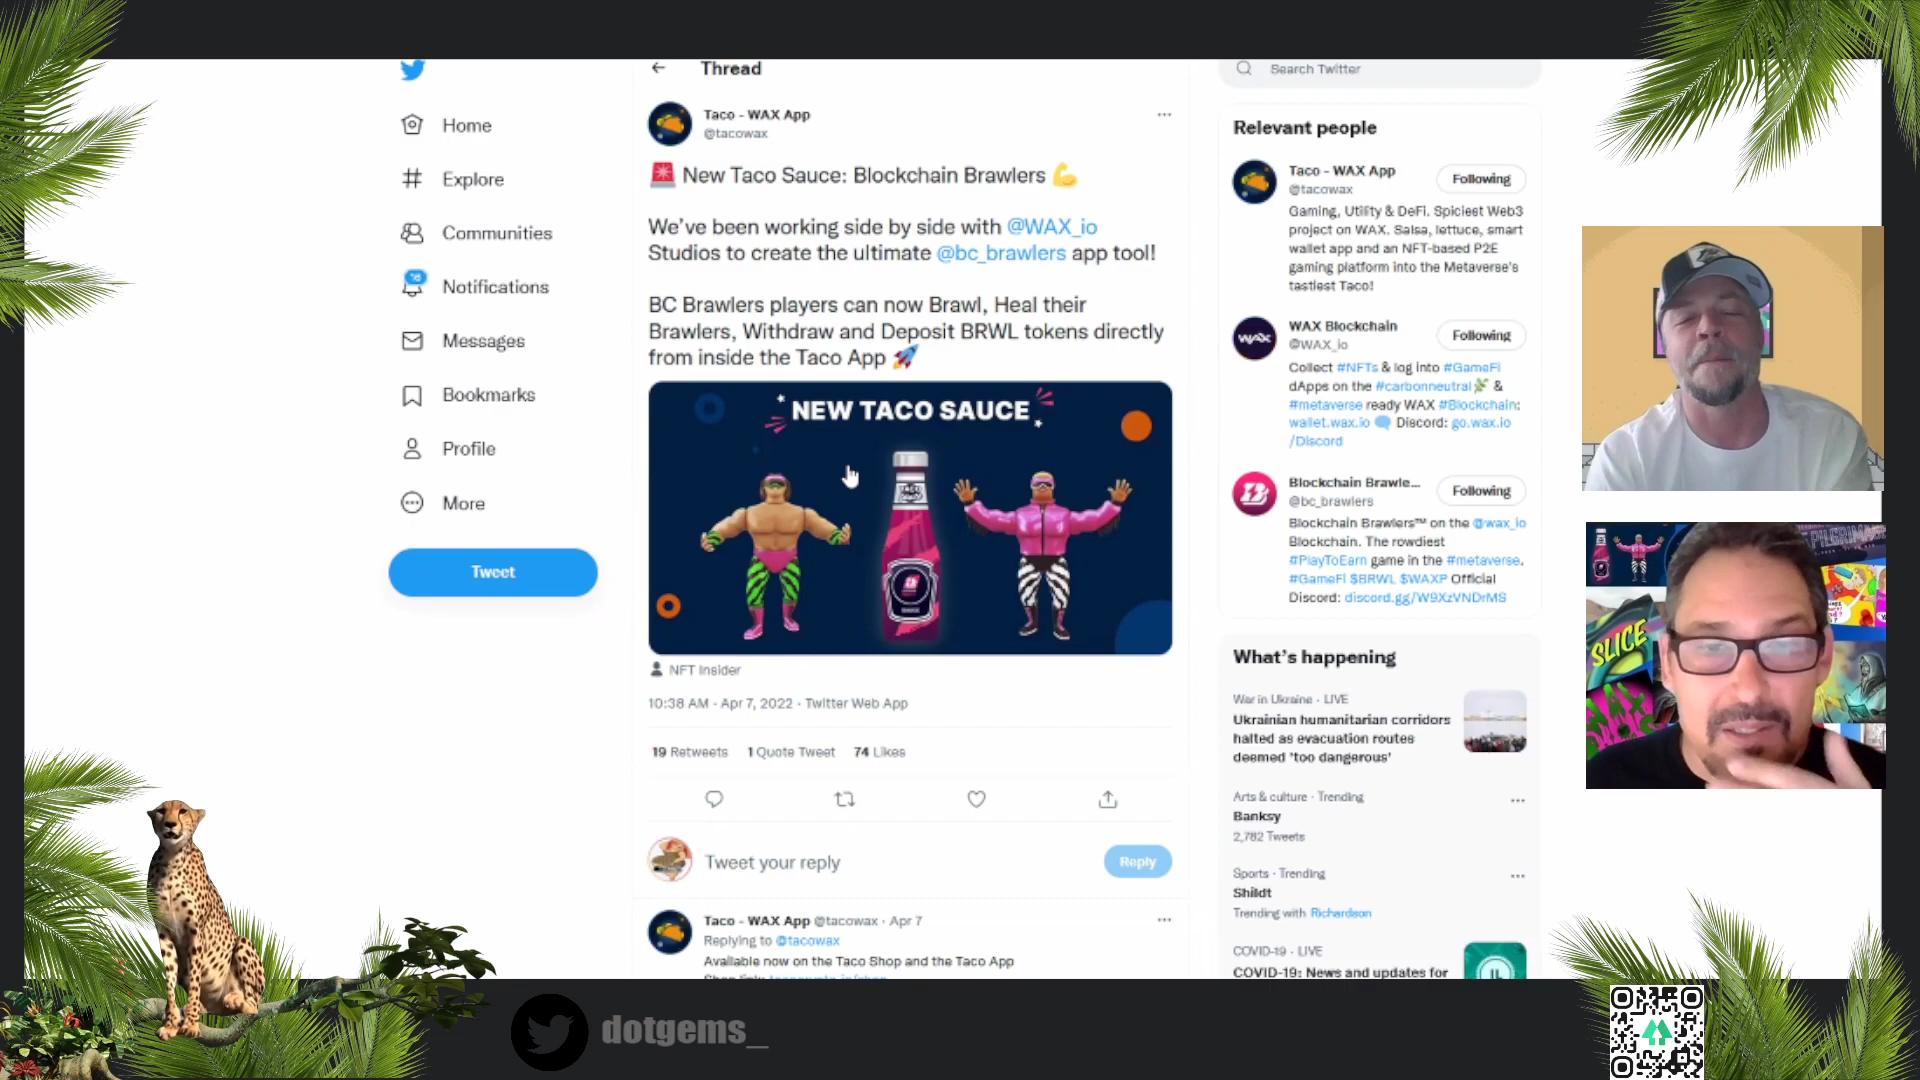 Home
Explore
Communities
Notifications
Messages
Bookmarks
Profile
More
Tweet
Thread
Taco - WAX App
@tacowax
New Taco Sauce: Blockchain Brawlers
We've been working side by side with @WAX_io
Studios to create the ultimate @bc_brawlers app tool!
BC Brawlers players can now Brawl, Heal their
Brawlers, Withdraw and Deposit BRWL tokens directly
from inside the Taco App
NEW TACO SAUCE
NFT Insider
10:38 AM · Apr 7, 2022 · Twitter Web App
19 Retweets 1 Quote Tweet 74 Likes
Tweet your reply
Reply
Taco - WAX App @tacowax · Apr 7
Replying to @tacowax
Available now on the Taco Shop and the Taco App
Search Twitter
Relevant people
Taco - WAX App
@tacowax
Following
Gaming, Utility & DeFi. Spiciest Web3
project on WAX. Salsa, lettuce, smart
wallet app and an NFT-based P2E
gaming platform into the Metaverse's
tastiest Taco!
WAX
WAX Blockchain
@WAX_io
Following
Collect #NFTs & log into #GameFi
dApps on the #carbonneutral &
#metaverse ready WAX #Blockchain:
wallet.wax.io Discord: go.wax.io
/Discord
Blockchain Brawle...
@bc_brawlers
Following
Blockchain Brawlers™ on the @wax_io
Blockchain. The rowdiest
#PlayToEarn game in the #metaverse.
#GameFi $BRWL $WAXP Official
Discord: discord.gg/W9XzVNDrMS
What's happening
War in Ukraine · LIVE
Ukrainian humanitarian corridors
halted as evacuation routes
deemed 'too dangerous'
Arts & culture · Trending
Banksy
2,782 Tweets
Sports · Trending
Shildt
Trending with Richardson
COVID-19 · LIVE
COVID-19: News and updates for
PILGRIMAGE
SLICE
dotgems_